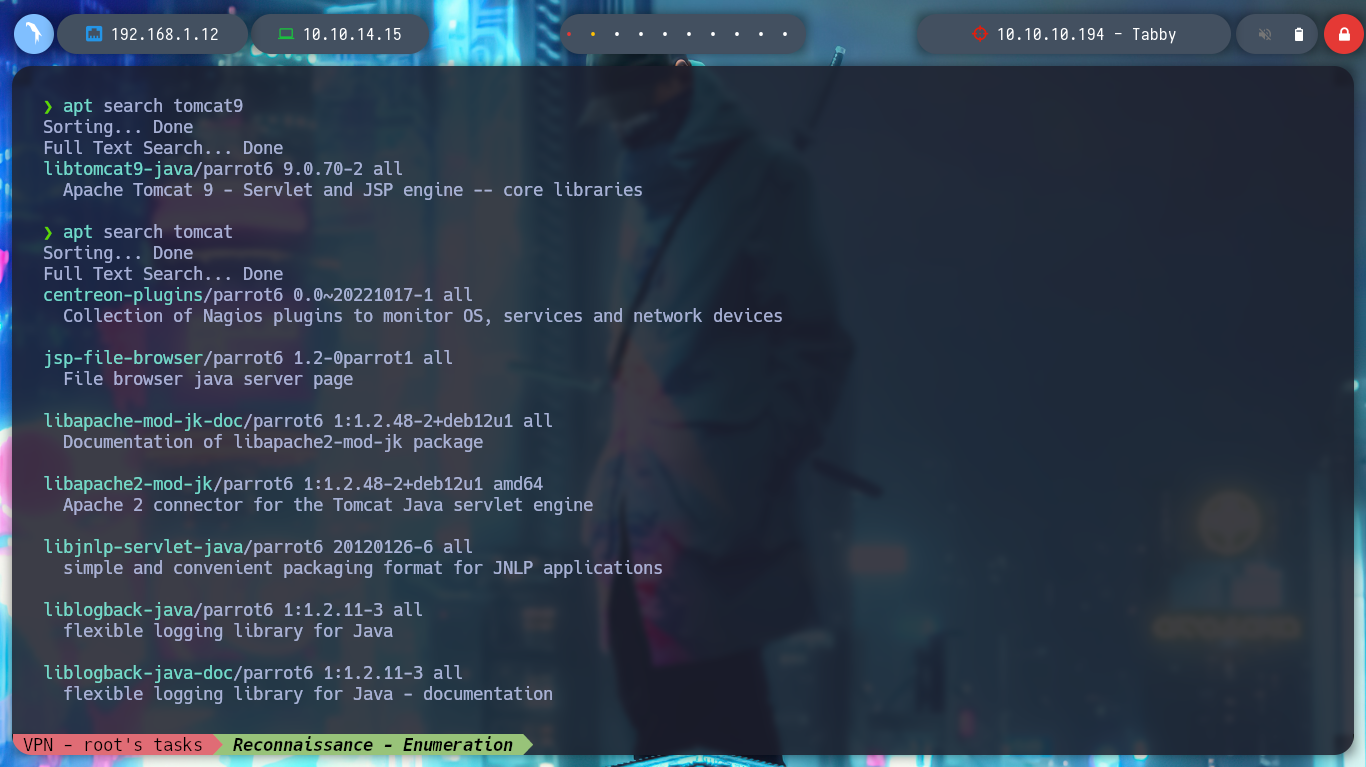 192.168.1.12
10.10.14.15
10.10.10.194 - Tabby
❯ apt search tomcat9
Sorting... Done
Full Text Search... Done
libtomcat9-java/parrot6 9.0.70-2 all
Apache Tomcat 9 - Servlet and JSP engine -- core libraries
❯ apt search tomcat
Sorting... Done
Full Text Search... Done
centreon-plugins/parrot6 0.0~20221017-1 all
Collection of Nagios plugins to monitor OS, services and network devices
jsp-file-browser/parrot6 1.2-0parrot1 all
File browser java server page
libapache-mod-jk-doc/parrot6 1:1.2.48-2+deb12u1 all
Documentation of libapache2-mod-jk package
libapache2-mod-jk/parrot6 1:1.2.48-2+deb12u1 amd64
Apache 2 connector for the Tomcat Java servlet engine
libjnlp-servlet-java/parrot6 20120126-6 all
simple and convenient packaging format for JNLP applications
liblogback-java/parrot6 1:1.2.11-3 all
flexible logging library for Java
liblogback-java-doc/parrot6 1:1.2.11-3 all
flexible logging library for Java - documentation
VPN - root's tasks
Reconnaissance - Enumeration